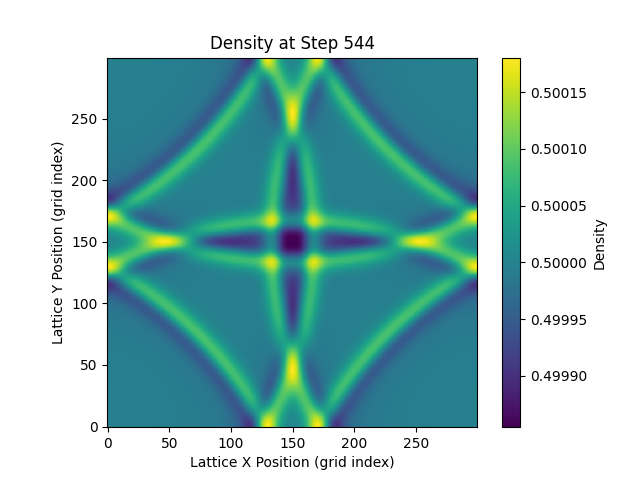 Density at Step 544
Lattice Y Position (grid index)
250
200
150
100
50
0
0 50 100 150 200 250
Lattice X Position (grid index)
0.50015
0.50010
0.50005
0.50000
0.49995
0.49990
Density